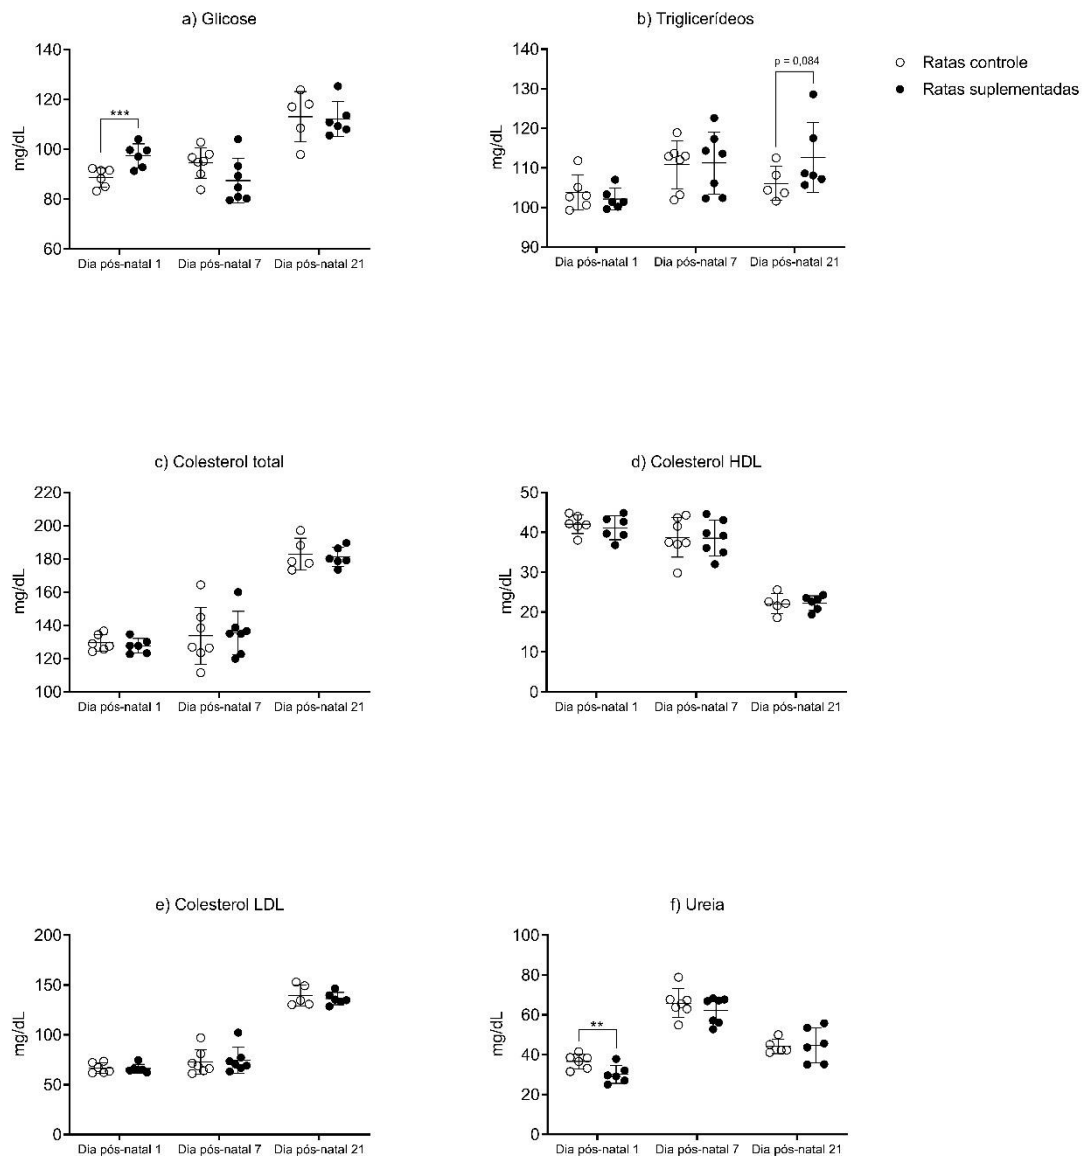 a) Glicose
140
120
100
80
60
mg/dL
***
Dia pós-natal 1
Dia pós-natal 7
Dia pós-natal 21
b) Triglicerídeos
140
130
120
110
100
90
mg/dL
p = 0,084
Dia pós-natal 1
Dia pós-natal 7
Dia pós-natal 21
Ratas controle
Ratas suplementadas
c) Colesterol total
220
200
180
160
140
120
100
mg/dL
Dia pós-natal 1
Dia pós-natal 7
Dia pós-natal 21
d) Colesterol HDL
50
40
30
20
10
0
mg/dL
Dia pós-natal 1
Dia pós-natal 7
Dia pós-natal 21
e) Colesterol LDL
200
150
100
50
0
mg/dL
Dia pós-natal 1
Dia pós-natal 7
Dia pós-natal 21
f) Ureia
100
80
60
40
20
0
mg/dL
**
Dia pós-natal 1
Dia pós-natal 7
Dia pós-natal 21